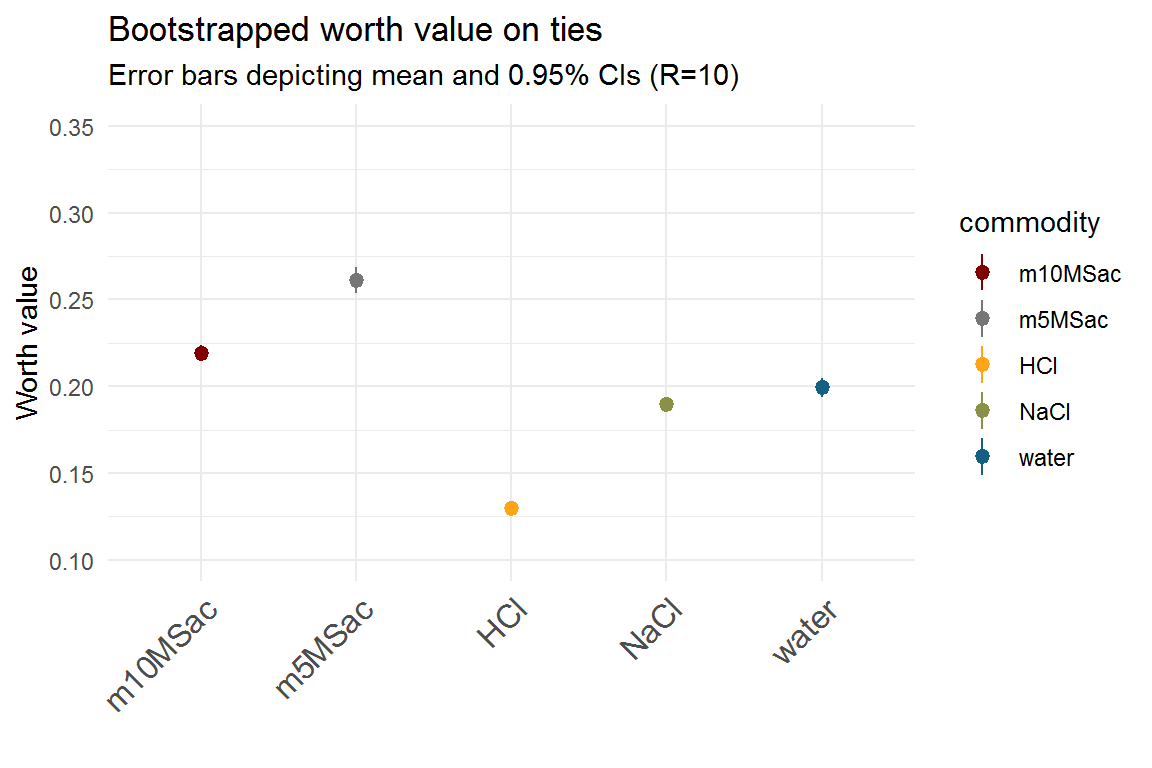 Bootstrapped worth value on ties
Error bars depicting mean and 0.95% CIs (R=10)
Worth value
0.35
0.30
0.25
0.20
0.15
0.10
m10MSac
m5MSac
HCl
NaCl
water
commodity
m10MSac
m5MSac
HCl
NaCl
water